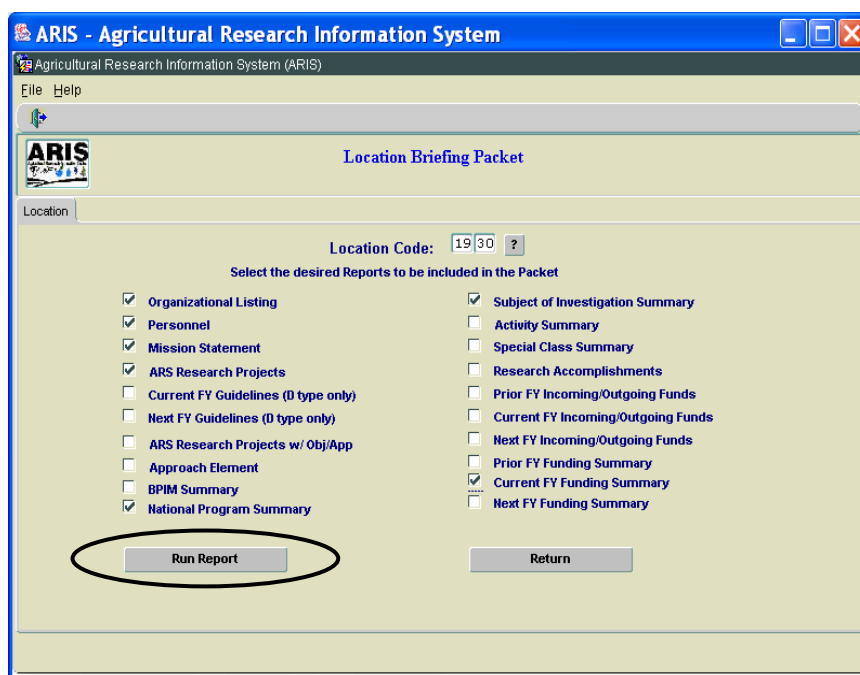 ARIS - Agricultural Research Information System
Agricultural Research Information System (ARIS)
File Help
ARIS
Location Briefing Packet
Location
Location Code: 19 30 ?
Select the desired Reports to be included in the Packet
Organizational Listing
Personnel
Mission Statement
ARS Research Projects
Current FY Guidelines (D type only)
Next FY Guidelines (D type only)
ARS Research Projects w/ Obj/App
Approach Element
BPIM Summary
National Program Summary
Subject of Investigation Summary
Activity Summary
Special Class Summary
Research Accomplishments
Prior FY Incoming/Outgoing Funds
Current FY Incoming/Outgoing Funds
Next FY Incoming/Outgoing Funds
Prior FY Funding Summary
Current FY Funding Summary
Next FY Funding Summary
Run Report
Return